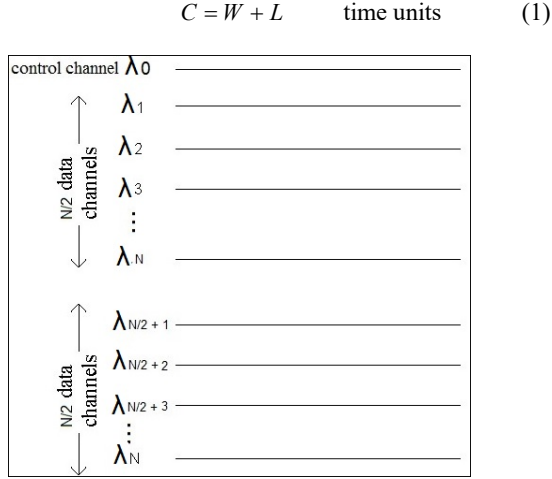 C = W + L time units (1)
control channel λ0
λ1
λ2
λ3
⋮
λ.N
N/2 data channels
λN/2 + 1
λN/2 + 2
λN/2 + 3
⋮
λN
N/2 data channels